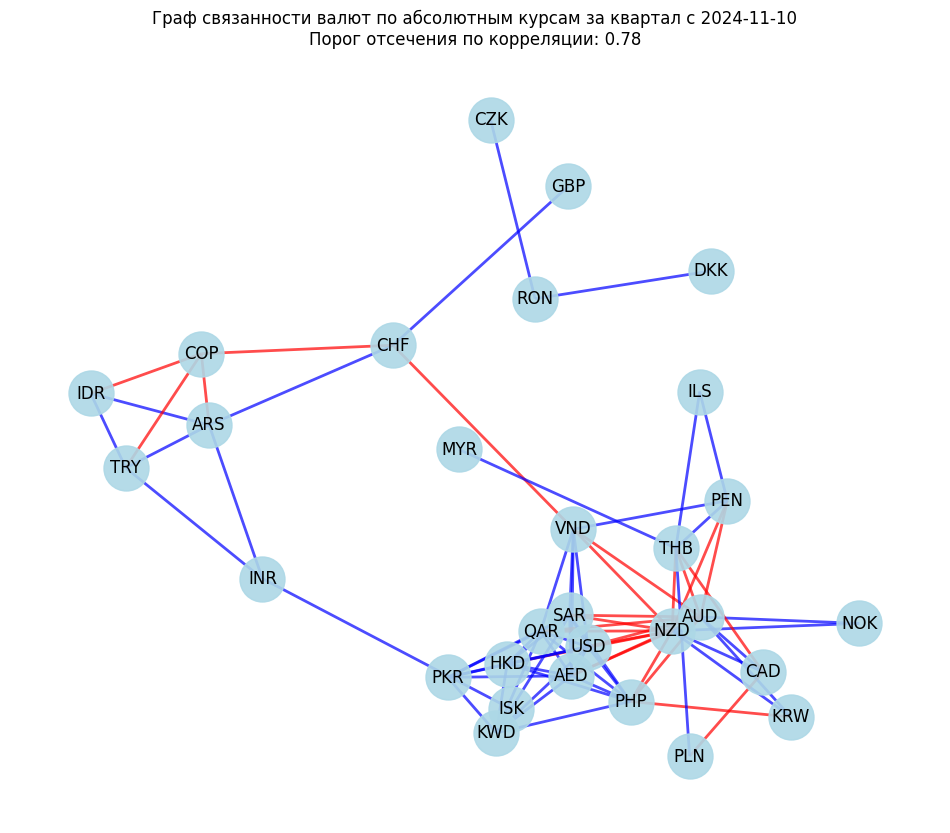 Граф связанности валют по абсолютным курсам за квартал с 2024-11-10
Порог отсечения по корреляции: 0.78
CZK
GBP
DKK
RON
CHF
COP
IDR
ILS
ARS
MYR
TRY
PEN
VND
THB
INR
SAR
AUD
NOK
QAR
NZD
USD
HKD
CAD
PKR
AED
PHP
ISK
KRW
KWD
PLN